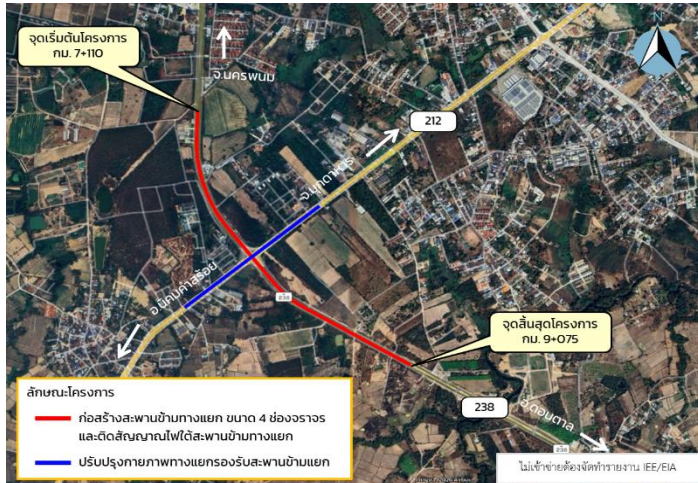 จุดเริ่มต้นโครงการ
กม. 7+110
จ.นครพนม
N
212
จ.มุกดาหาร
อ.นิคมคำสร้อย
238
จุดสิ้นสุดโครงการ
กม. 9+075
238
อ.ดอนตาล
238
ลักษณะโครงการ
ก่อสร้างสะพานข้ามทางแยก ขนาด 4 ช่องจราจร
และติดสัญญาณไฟใต้สะพานข้ามทางแยก
ปรับปรุงกายภาพทางแยกรองรับสะพานข้ามแยก
ไม่เข้าข่ายต้องจัดทำรายงาน IEE/EIA